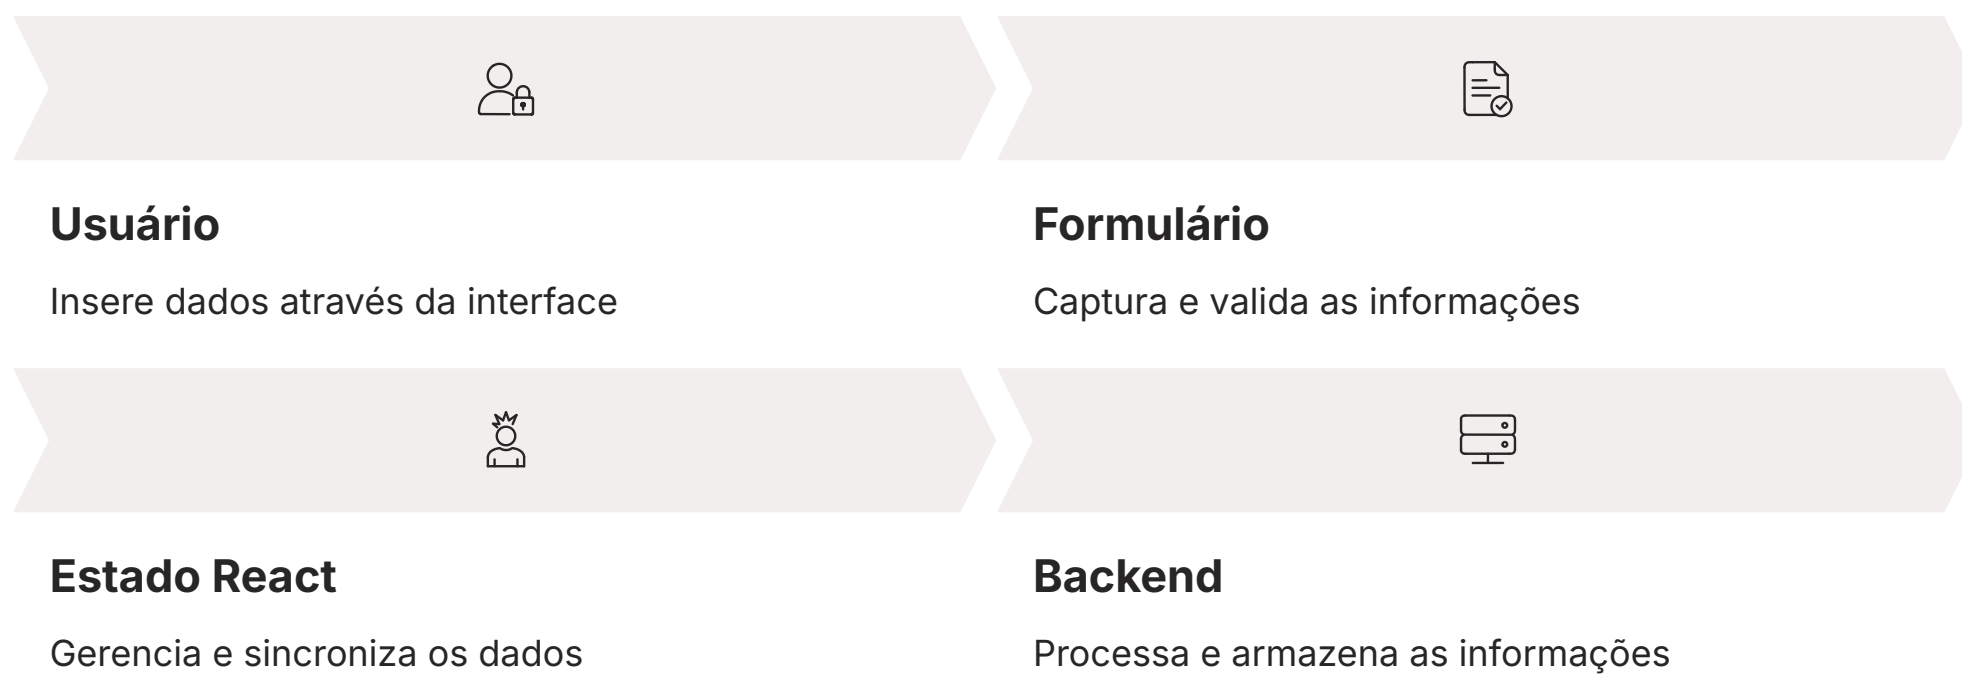 Usuário
Insere dados através da interface
Formulário
Captura e valida as informações
Estado React
Gerencia e sincroniza os dados
Backend
Processa e armazena as informações